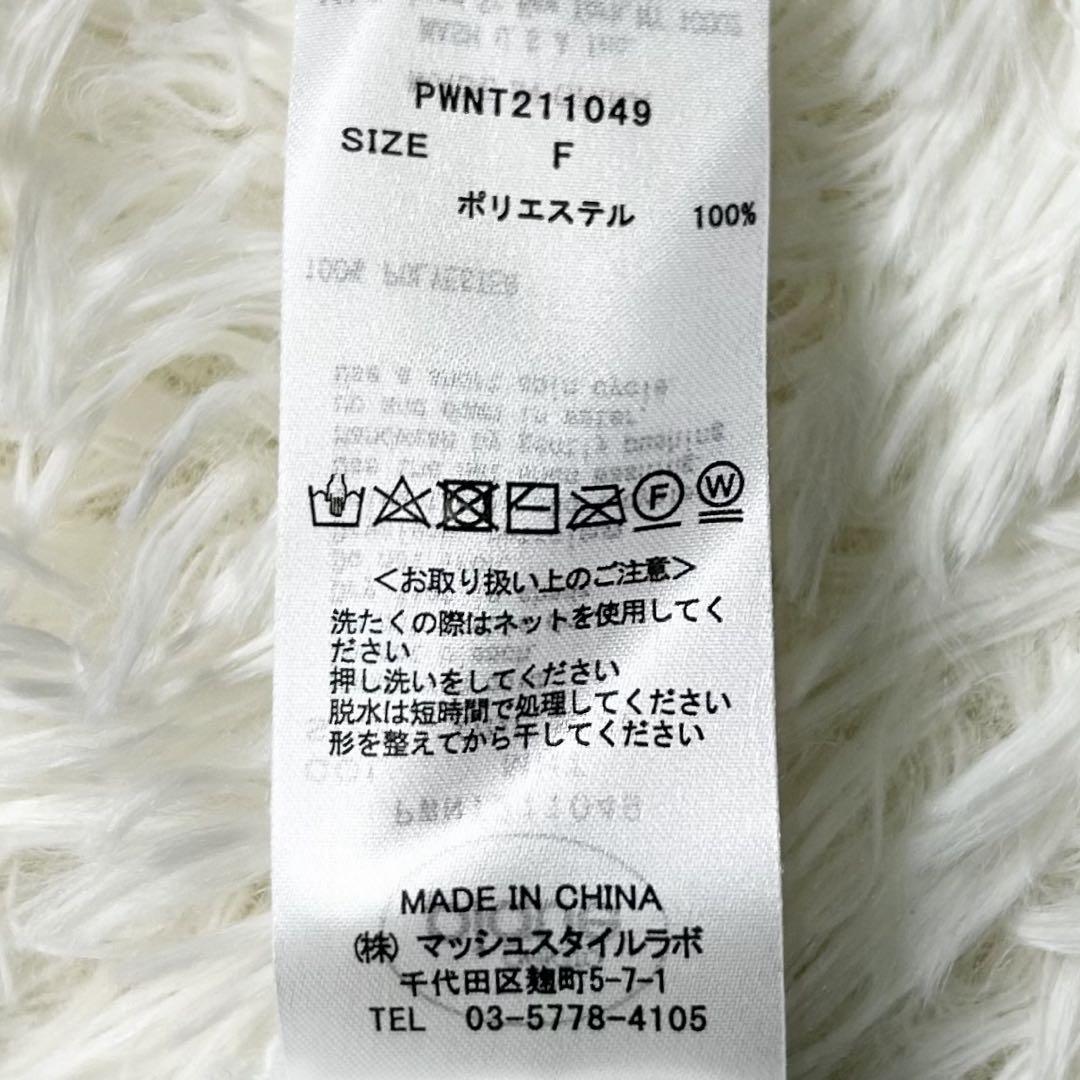 PWNT211049
SIZE F
ポリエステル 100%
F W
<お取り扱い上のご注意>
洗たくの際はネットを使用してく
ださい
押し洗いをしてください
脱水は短時間で処理してください
形を整えてから干してください
MADE IN CHINA
(株) マッシュスタイルラボ
千代田区麹町5-7-1
TEL 03-5778-4105